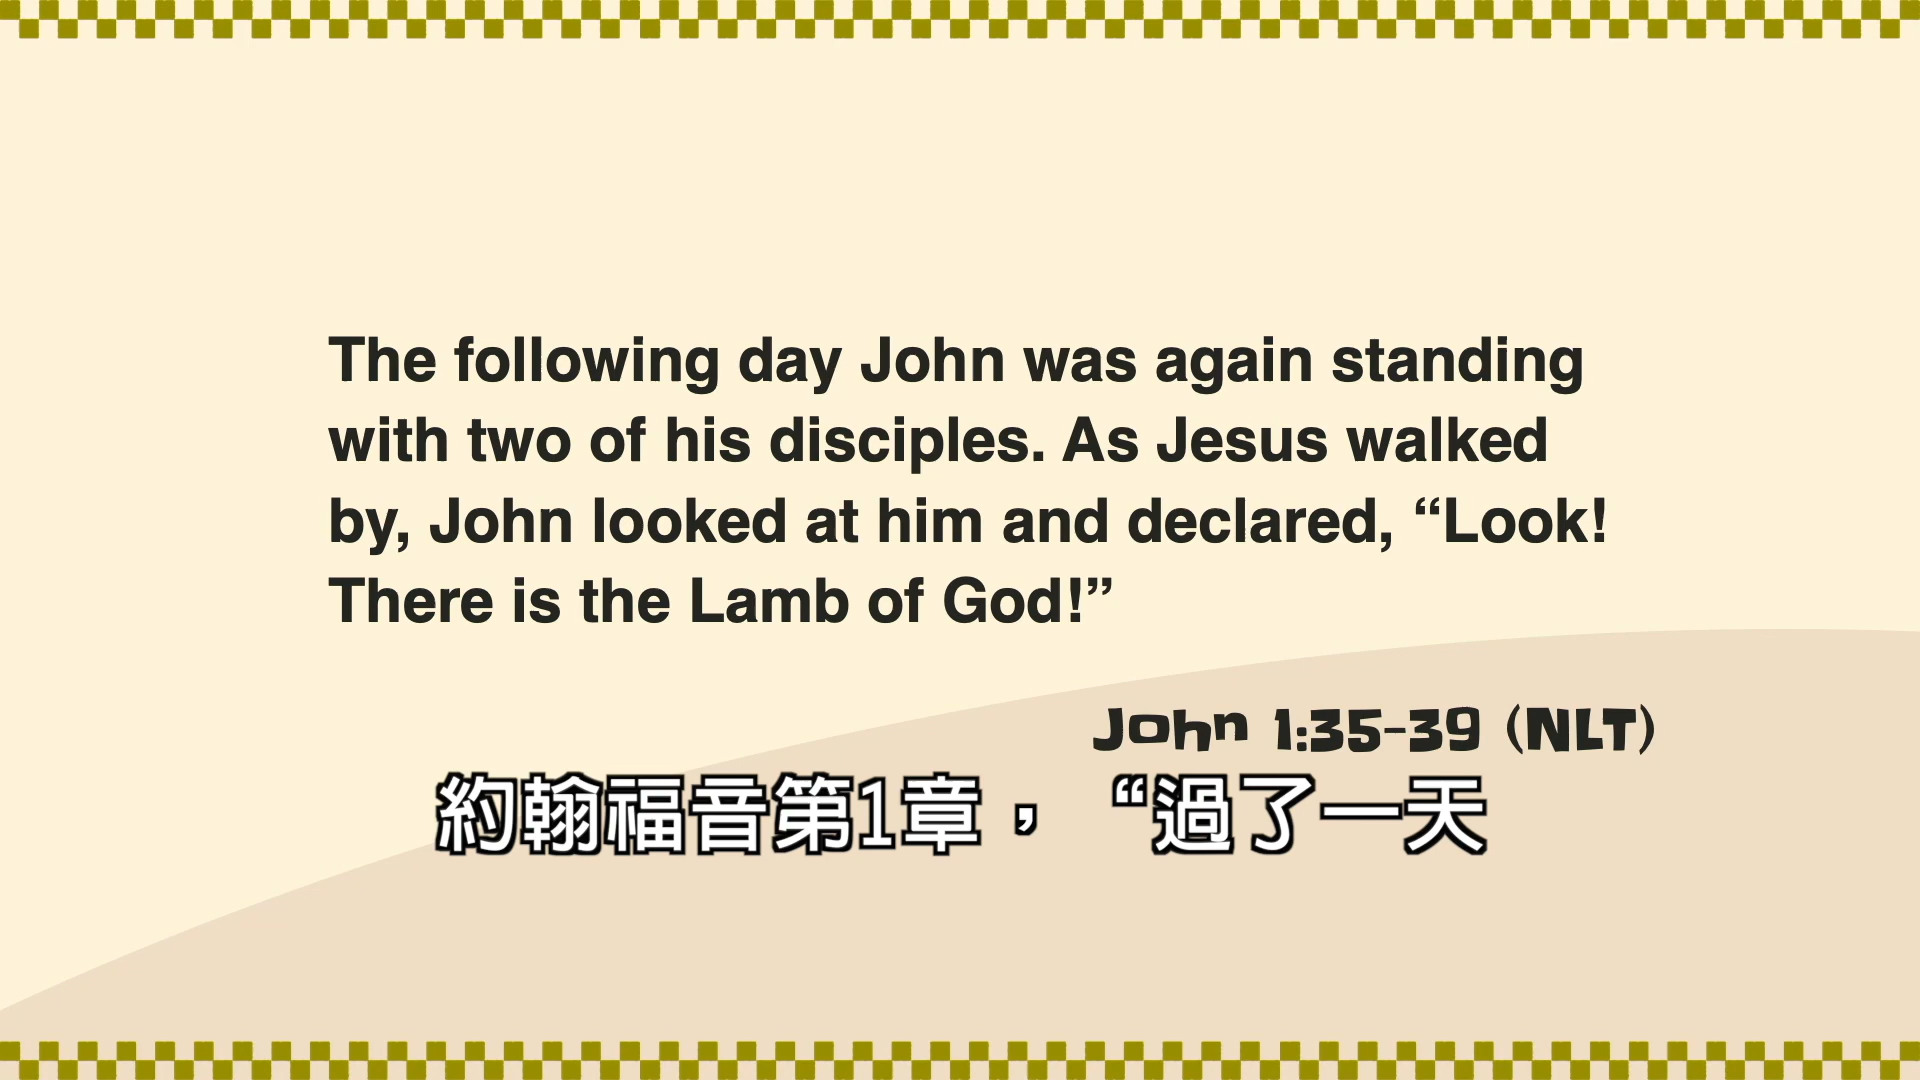 The following day John was again standing
with two of his disciples. As Jesus walked
by, John looked at him and declared, “Look!
There is the Lamb of God!”
John 1:35-39 (NLT)
約翰福音第1章， “過了一天